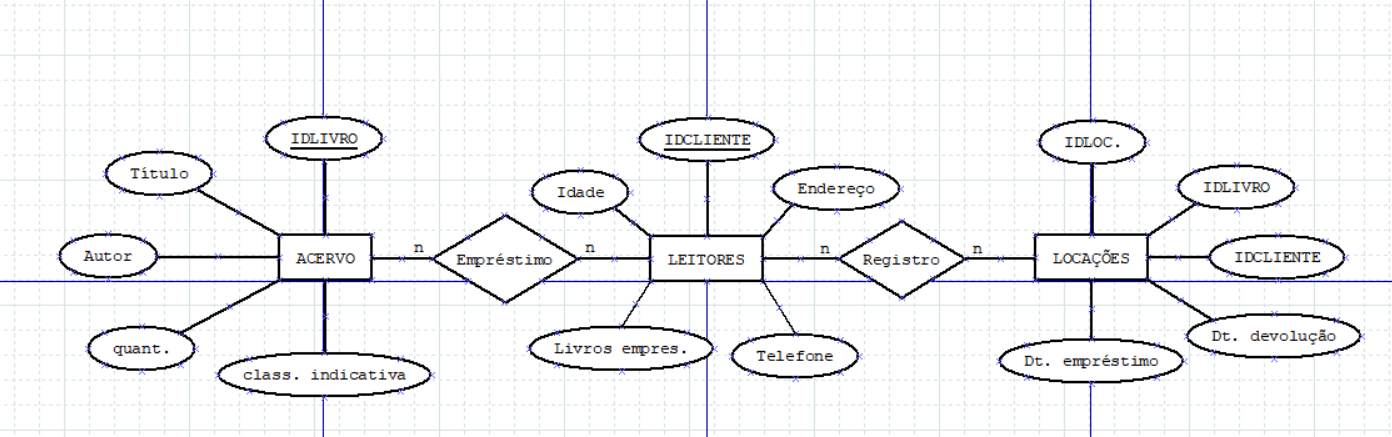 IDLIVRO
IDCLIENTE
IDLOC.
Título
Idade
Endereço
IDLIVRO
Autor
ACERVO
n
Empréstimo
n
LEITORES
n
Registro
n
LOCAÇÕES
IDCLIENTE
quant.
class. indicativa
Livros empres.
Telefone
Dt. empréstimo
Dt. devolução